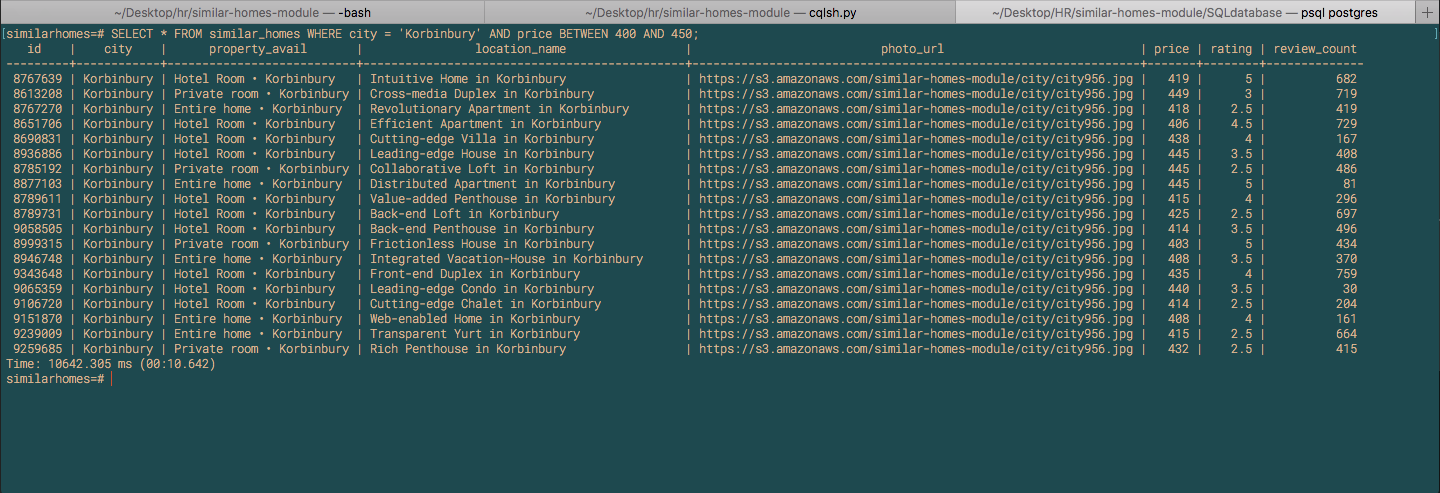 ~/Desktop/hr/similar-homes-module — -bash
~/Desktop/hr/similar-homes-module — cqlsh.py
~/Desktop/HR/similar-homes-module/SQLdatabase — psql postgres
+
[similarhomes=# SELECT * FROM similar_homes WHERE city = 'Korbinbury' AND price BETWEEN 400 AND 450; ]
id | city | property_avail | location_name | photo_url | price | rating | review_count
---------+------------+---------------------------+----------------------------------------------+----------------------------------------------------------------+-------+--------+--------------
8767639 | Korbinbury | Hotel Room • Korbinbury | Intuitive Home in Korbinbury | https://s3.amazonaws.com/similar-homes-module/city/city956.jpg | 419 | 5 | 682
8613208 | Korbinbury | Private room • Korbinbury | Cross-media Duplex in Korbinbury | https://s3.amazonaws.com/similar-homes-module/city/city956.jpg | 449 | 3 | 719
8767270 | Korbinbury | Entire home • Korbinbury | Revolutionary Apartment in Korbinbury | https://s3.amazonaws.com/similar-homes-module/city/city956.jpg | 418 | 2.5 | 419
8651706 | Korbinbury | Hotel Room • Korbinbury | Efficient Apartment in Korbinbury | https://s3.amazonaws.com/similar-homes-module/city/city956.jpg | 406 | 4.5 | 729
8690831 | Korbinbury | Hotel Room • Korbinbury | Cutting-edge Villa in Korbinbury | https://s3.amazonaws.com/similar-homes-module/city/city956.jpg | 438 | 4 | 167
8936886 | Korbinbury | Hotel Room • Korbinbury | Leading-edge House in Korbinbury | https://s3.amazonaws.com/similar-homes-module/city/city956.jpg | 445 | 3.5 | 408
8785192 | Korbinbury | Private room • Korbinbury | Collaborative Loft in Korbinbury | https://s3.amazonaws.com/similar-homes-module/city/city956.jpg | 445 | 2.5 | 486
8877103 | Korbinbury | Entire home • Korbinbury | Distributed Apartment in Korbinbury | https://s3.amazonaws.com/similar-homes-module/city/city956.jpg | 445 | 5 | 81
8789611 | Korbinbury | Hotel Room • Korbinbury | Value-added Penthouse in Korbinbury | https://s3.amazonaws.com/similar-homes-module/city/city956.jpg | 415 | 4 | 296
8789731 | Korbinbury | Hotel Room • Korbinbury | Back-end Loft in Korbinbury | https://s3.amazonaws.com/similar-homes-module/city/city956.jpg | 425 | 2.5 | 697
9058505 | Korbinbury | Hotel Room • Korbinbury | Back-end Penthouse in Korbinbury | https://s3.amazonaws.com/similar-homes-module/city/city956.jpg | 414 | 3.5 | 496
8999315 | Korbinbury | Private room • Korbinbury | Frictionless House in Korbinbury | https://s3.amazonaws.com/similar-homes-module/city/city956.jpg | 403 | 5 | 434
8946748 | Korbinbury | Entire home • Korbinbury | Integrated Vacation-House in Korbinbury | https://s3.amazonaws.com/similar-homes-module/city/city956.jpg | 408 | 3.5 | 370
9343648 | Korbinbury | Hotel Room • Korbinbury | Front-end Duplex in Korbinbury | https://s3.amazonaws.com/similar-homes-module/city/city956.jpg | 435 | 4 | 759
9065359 | Korbinbury | Hotel Room • Korbinbury | Leading-edge Condo in Korbinbury | https://s3.amazonaws.com/similar-homes-module/city/city956.jpg | 440 | 3.5 | 30
9106720 | Korbinbury | Hotel Room • Korbinbury | Cutting-edge Chalet in Korbinbury | https://s3.amazonaws.com/similar-homes-module/city/city956.jpg | 414 | 2.5 | 204
9151870 | Korbinbury | Entire home • Korbinbury | Web-enabled Home in Korbinbury | https://s3.amazonaws.com/similar-homes-module/city/city956.jpg | 408 | 4 | 161
9239009 | Korbinbury | Entire home • Korbinbury | Transparent Yurt in Korbinbury | https://s3.amazonaws.com/similar-homes-module/city/city956.jpg | 415 | 2.5 | 664
9259685 | Korbinbury | Private room • Korbinbury | Rich Penthouse in Korbinbury | https://s3.amazonaws.com/similar-homes-module/city/city956.jpg | 432 | 2.5 | 415
Time: 10642.305 ms (00:10.642)
similarhomes=#